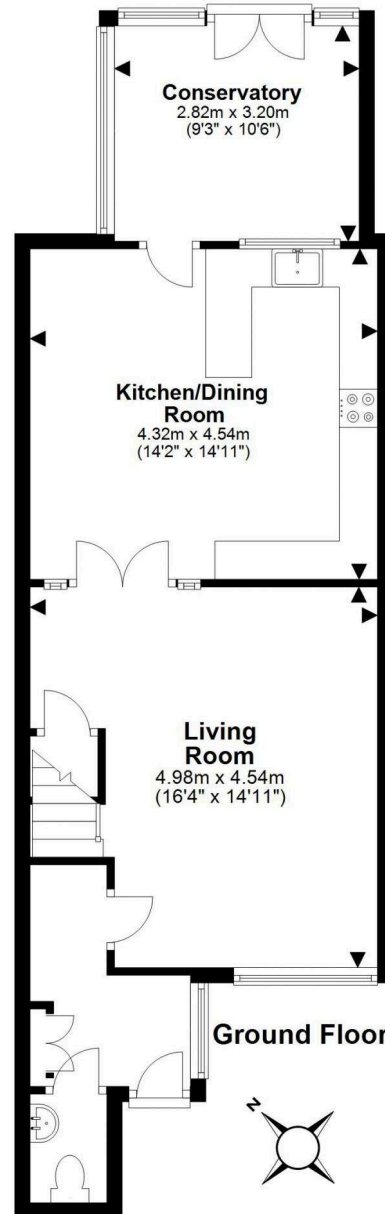 Conservatory
2.82m x 3.20m
(9'3" x 10'6")
Kitchen/Dining
Room
4.32m x 4.54m
(14'2" x 14'11")
Living
Room
4.98m x 4.54m
(16'4" x 14'11")
Ground Floor
N